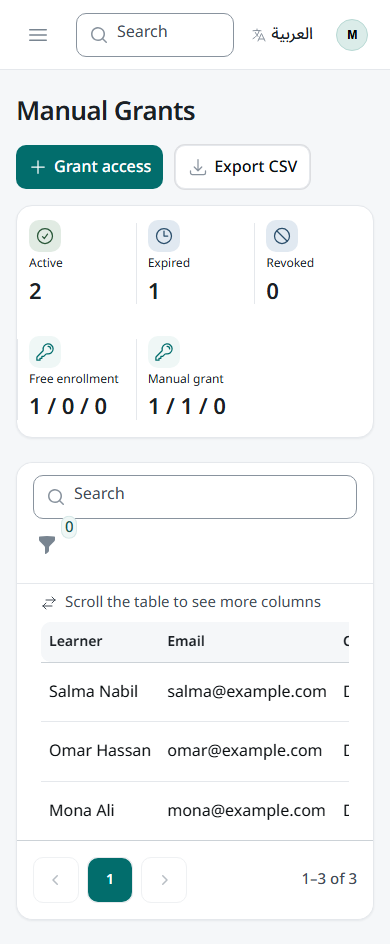 Search
العربية
M
Manual Grants
Grant access
Export CSV
Active
2
Expired
1
Revoked
0
Free enrollment
1 / 0 / 0
Manual grant
1 / 1 / 0
Search
0
Scroll the table to see more columns
Learner Email
Salma Nabil salma@example.com
Omar Hassan omar@example.com
Mona Ali mona@example.com
1
1–3 of 3